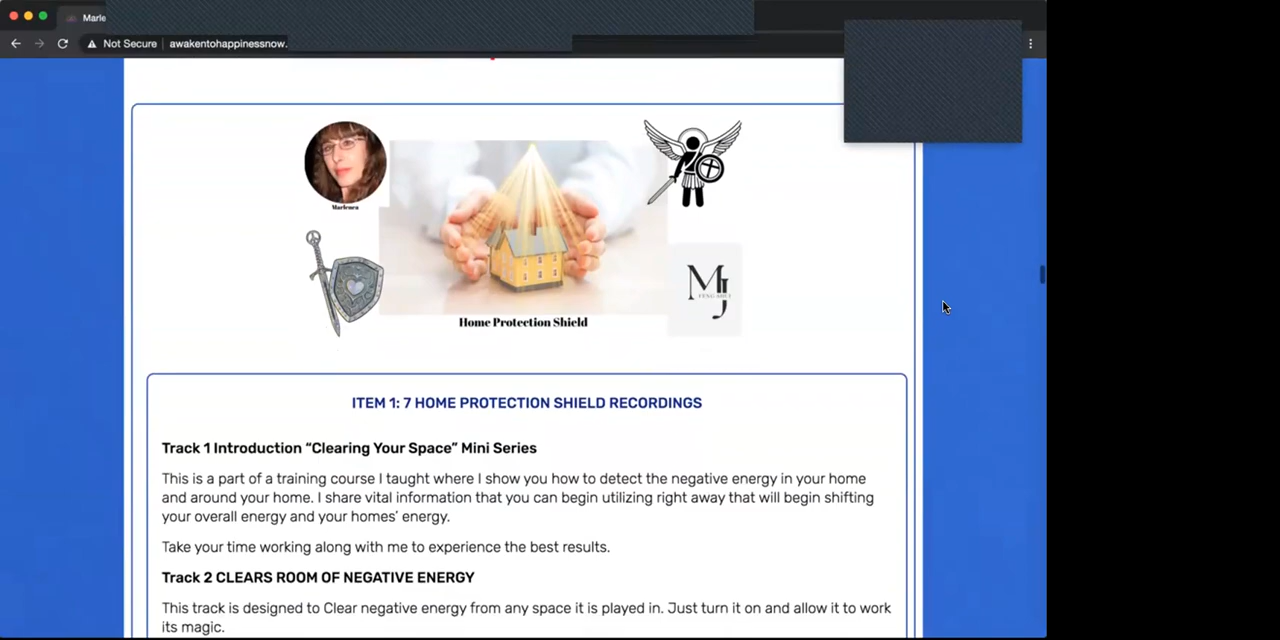 Marle
Not Secure
awakentohappinessnow.
Marlenea
MJ
FENG SHUI
Home Protection Shield
ITEM 1: 7 HOME PROTECTION SHIELD RECORDINGS
Track 1 Introduction “Clearing Your Space” Mini Series
This is a part of a training course I taught where I show you how to detect the negative energy in your home
and around your home. I share vital information that you can begin utilizing right away that will begin shifting
your overall energy and your homes’ energy.
Take your time working along with me to experience the best results.
Track 2 CLEARS ROOM OF NEGATIVE ENERGY
This track is designed to Clear negative energy from any space it is played in. Just turn it on and allow it to work
its magic.